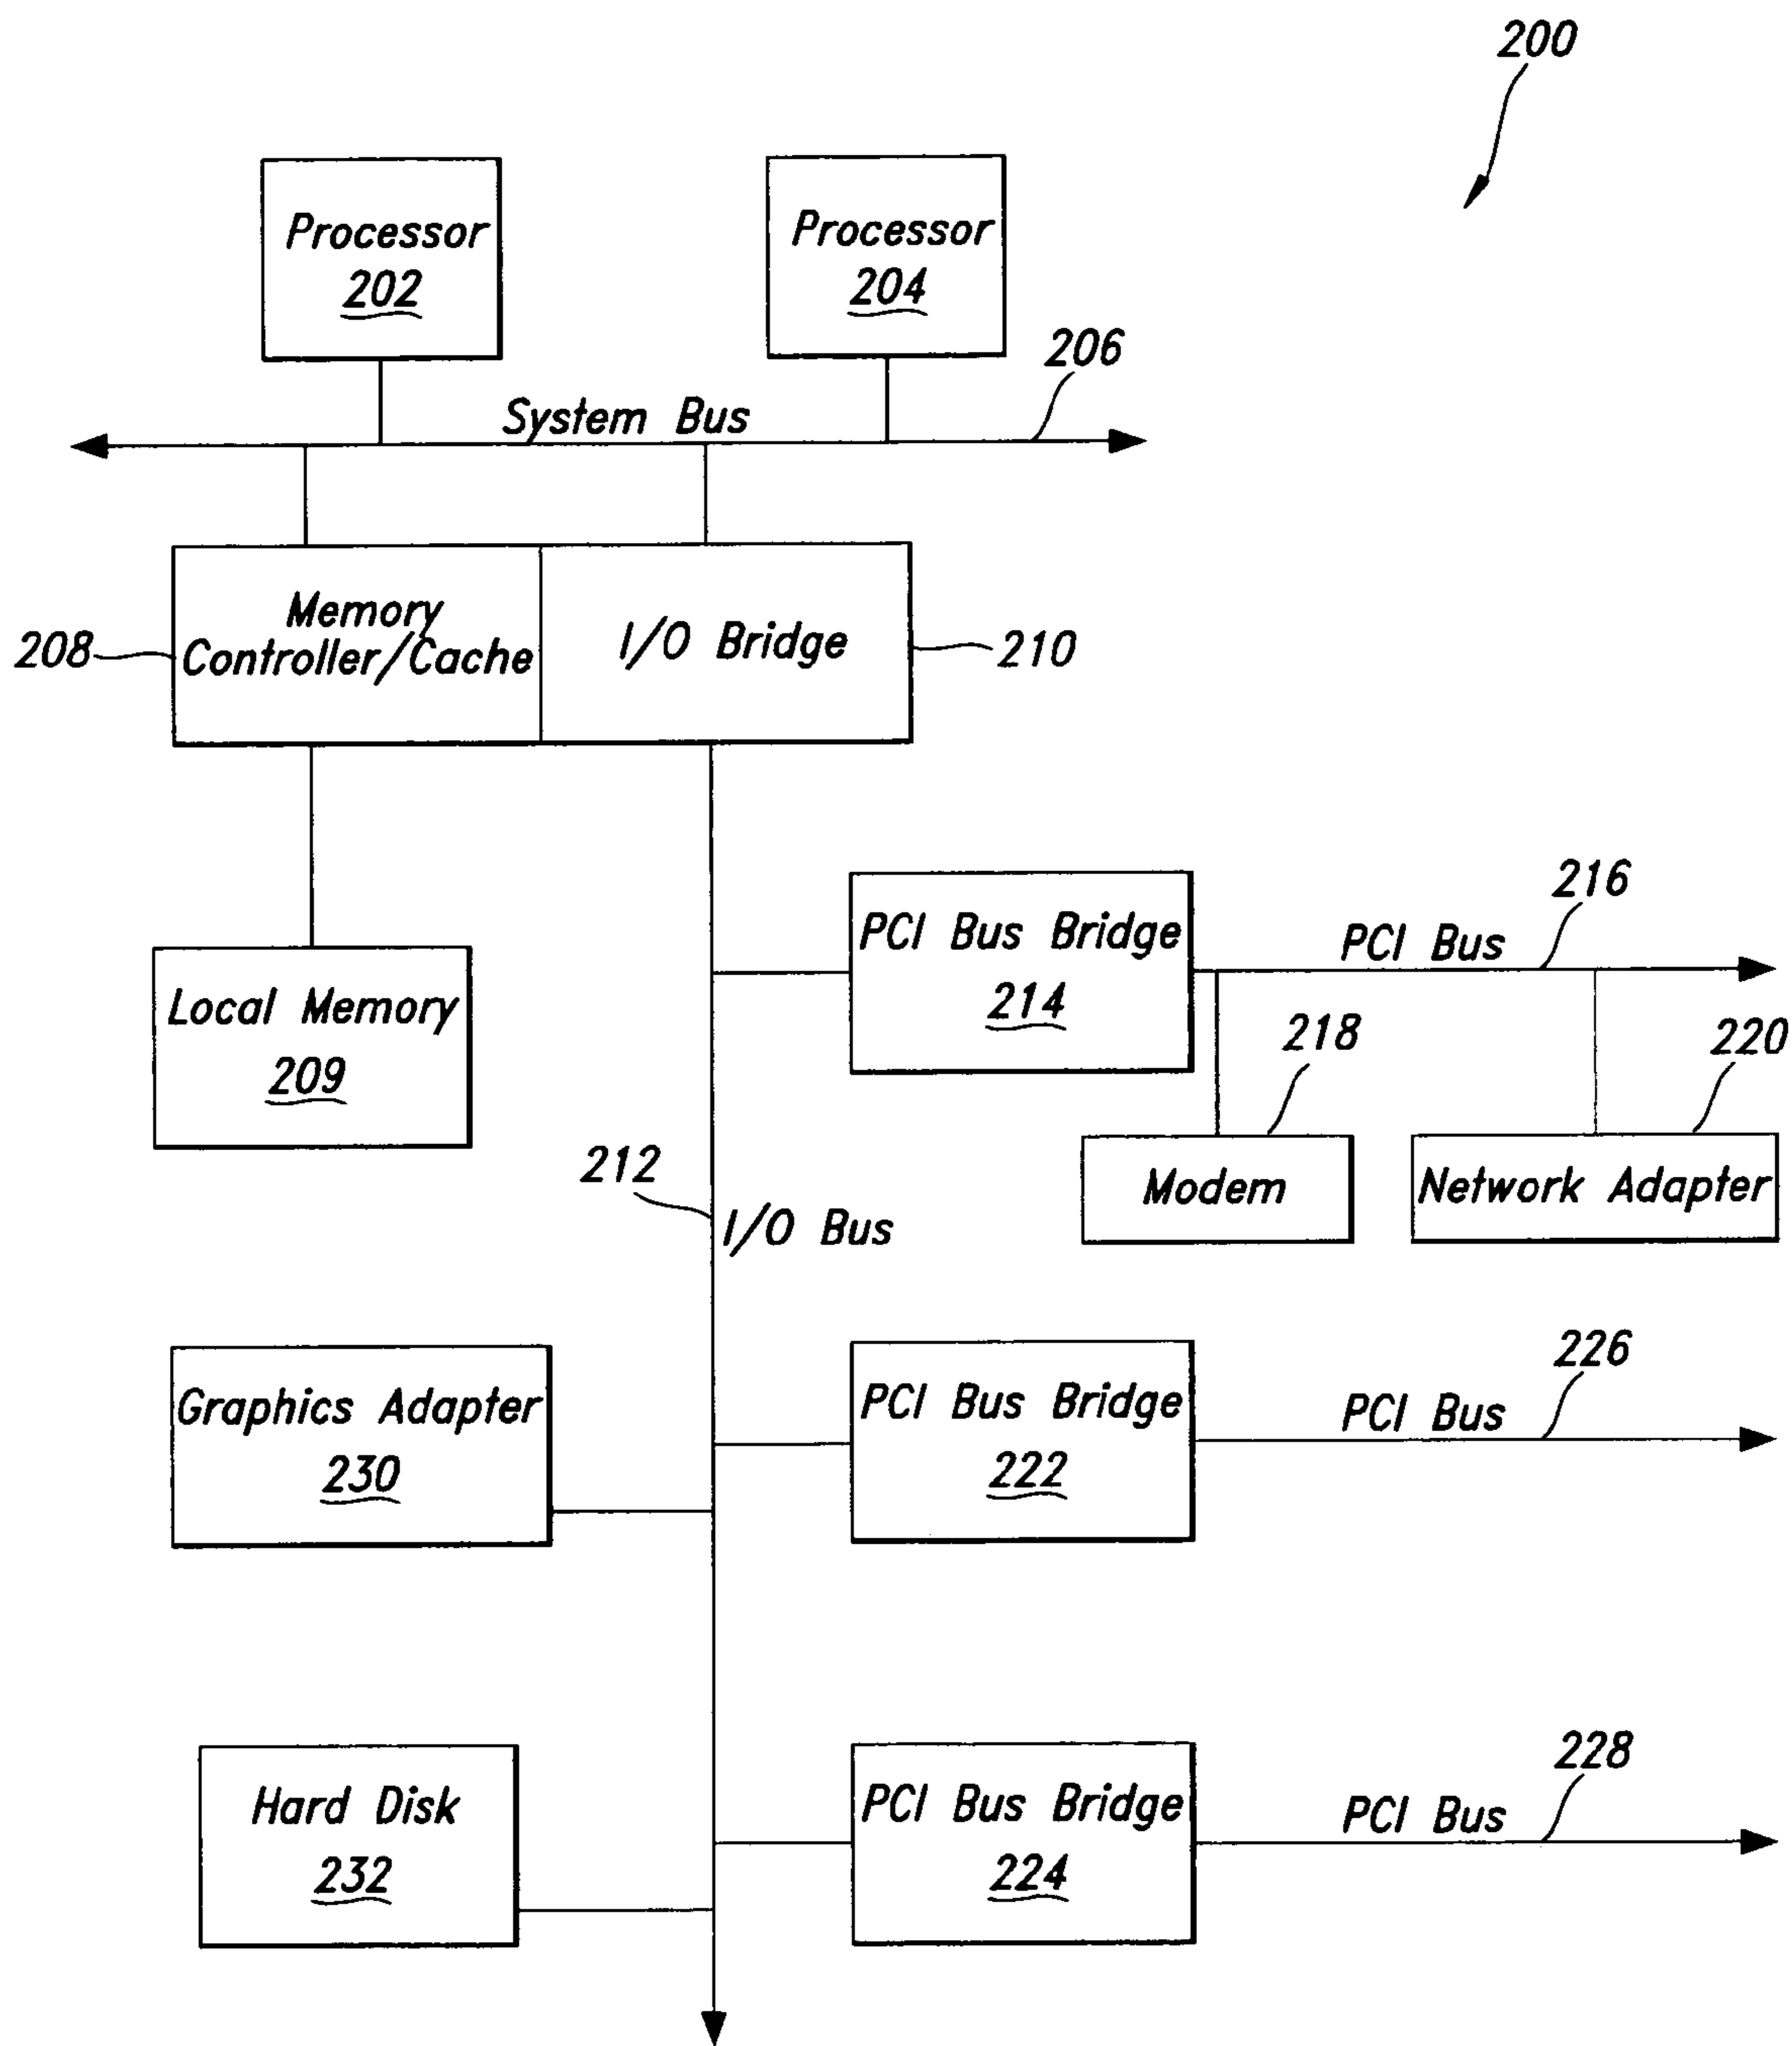 200
Processor
202
Processor
204
206
System Bus
Memory
Controller/Cache
208
I/O Bridge
210
PCI Bus Bridge
214
PCI Bus
216
Local Memory
209
218
220
Modem
Network Adapter
212
I/O Bus
Graphics Adapter
230
PCI Bus Bridge
222
PCI Bus
226
Hard Disk
232
PCI Bus Bridge
224
PCI Bus
228